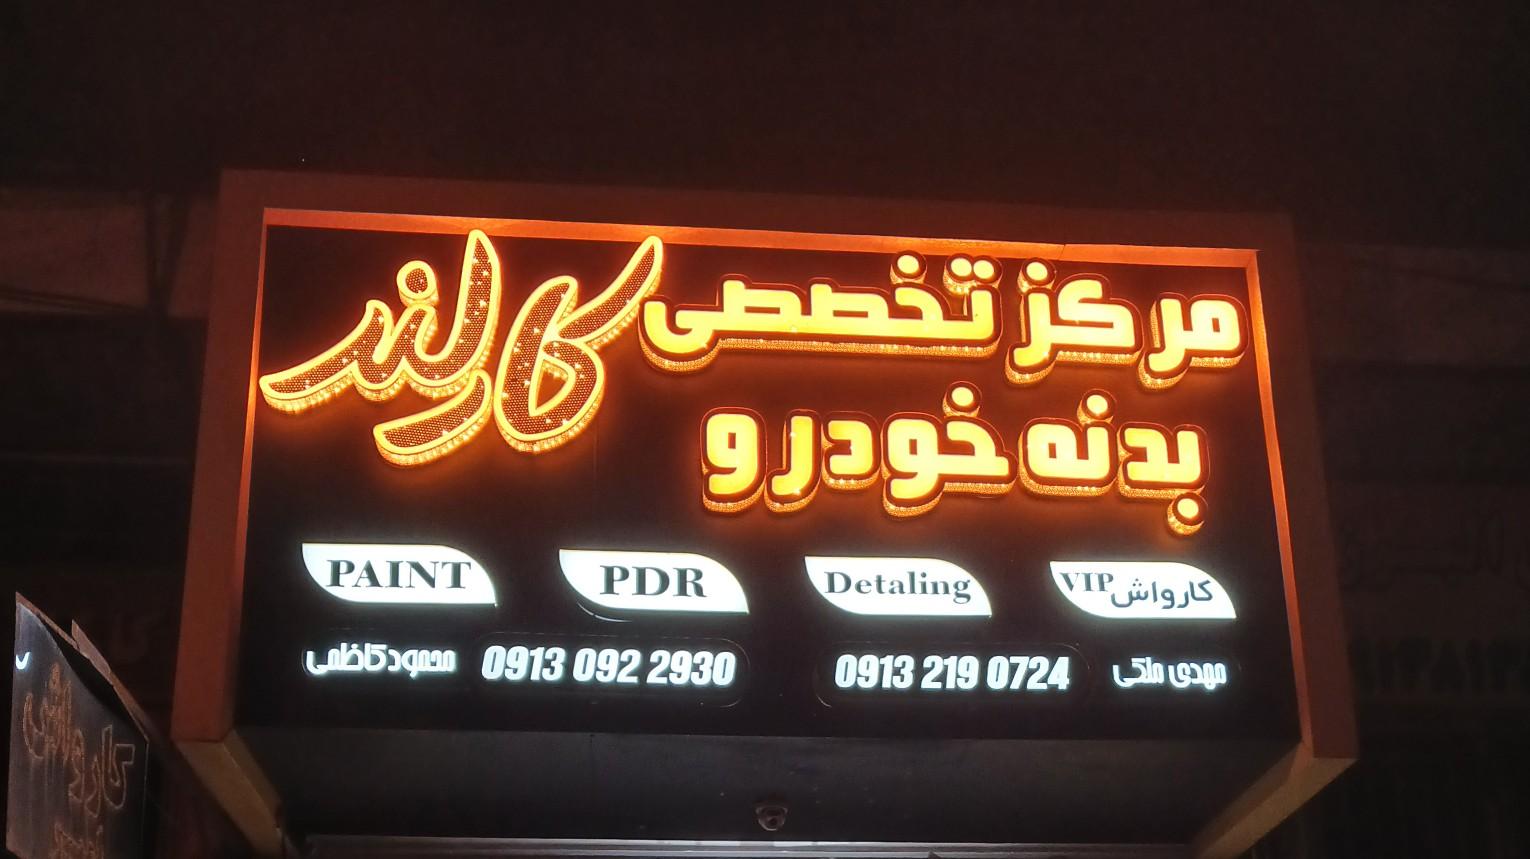 مرکز تخصصی کارلند
بدنه خودرو
کارواش VIP
Detaling
PDR
PAINT
مهدی ملکی 0913 219 0724
محمود کاظمی 0913 092 2930
کارواش